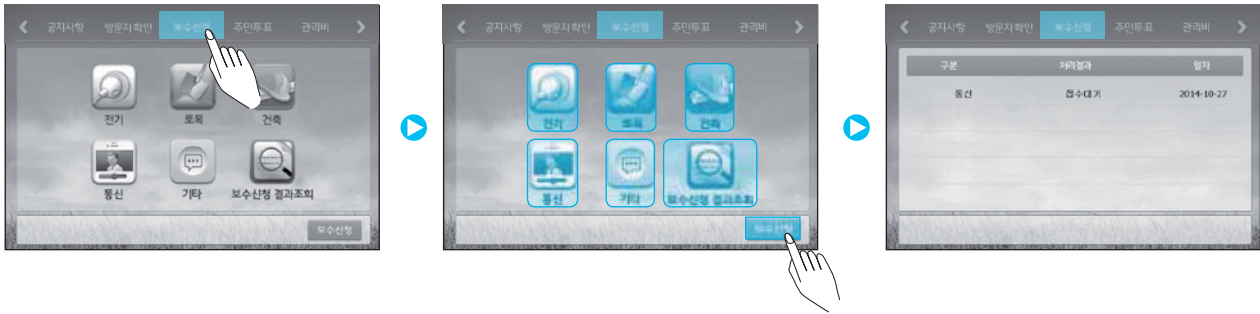 공지사항 방문자확인 보수신청 주민투표 관리비
전기 토목 건축
통신 기타 보수신청 결과조회
보수신청
공지사항 방문자확인 보수신청 주민투표 관리비
전기 토목 건축
통신 기타 보수신청 결과조회
보수신청
공지사항 방문자확인 보수신청 주민투표 관리비
구분 처리결과 일자
통신 접수대기 2014-10-27